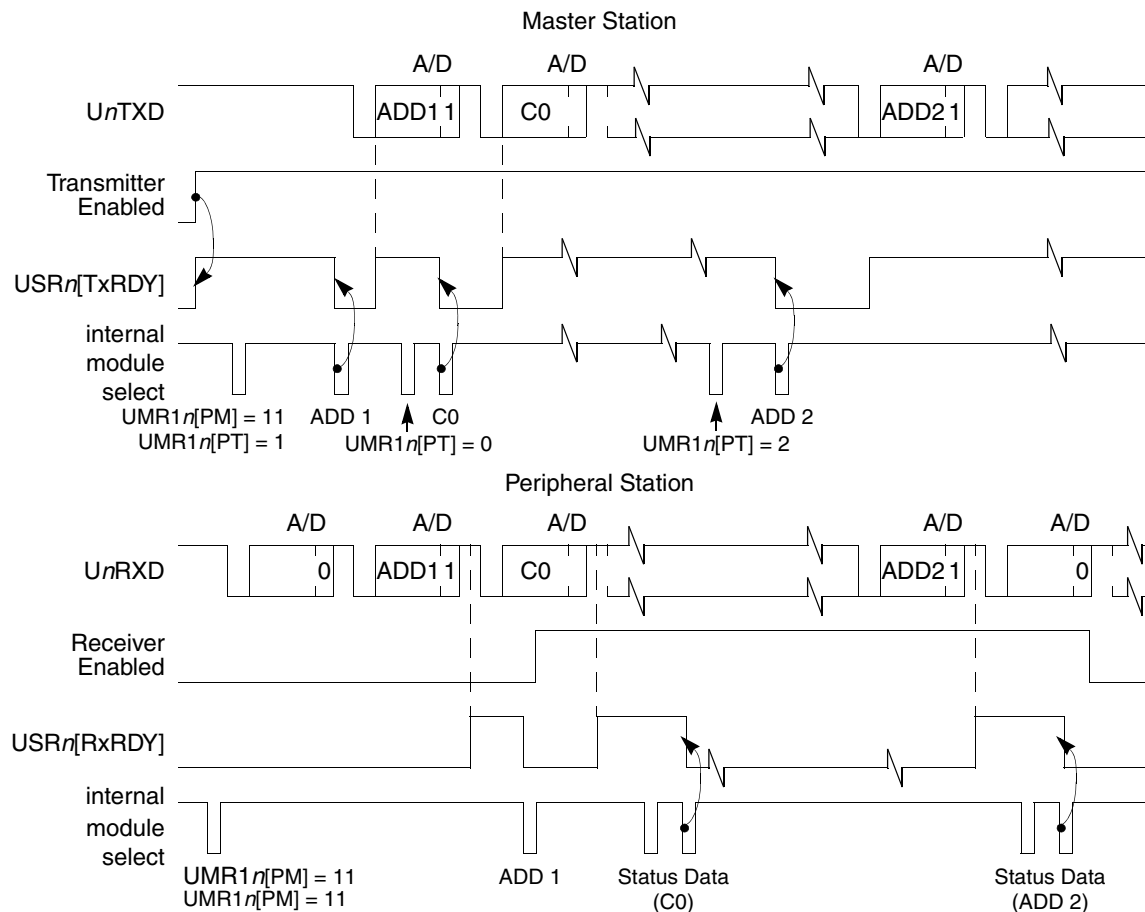 Master Station
A/D A/D A/D
UnTXD
ADD1 1 C0 ADD2 1
Transmitter
Enabled
USRn[TxRDY]
internal
module
select
UMR1n[PM] = 11 ADD 1 C0 ADD 2
UMR1n[PT] = 1 UMR1n[PT] = 0 UMR1n[PT] = 2
Peripheral Station
A/D A/D A/D A/D A/D
UnRXD
0 ADD1 1 C0 ADD2 1 0
Receiver
Enabled
USRn[RxRDY]
internal
module
select
UMR1n[PM] = 11 ADD 1 Status Data Status Data
UMR1n[PM] = 11 (C0) (ADD 2)